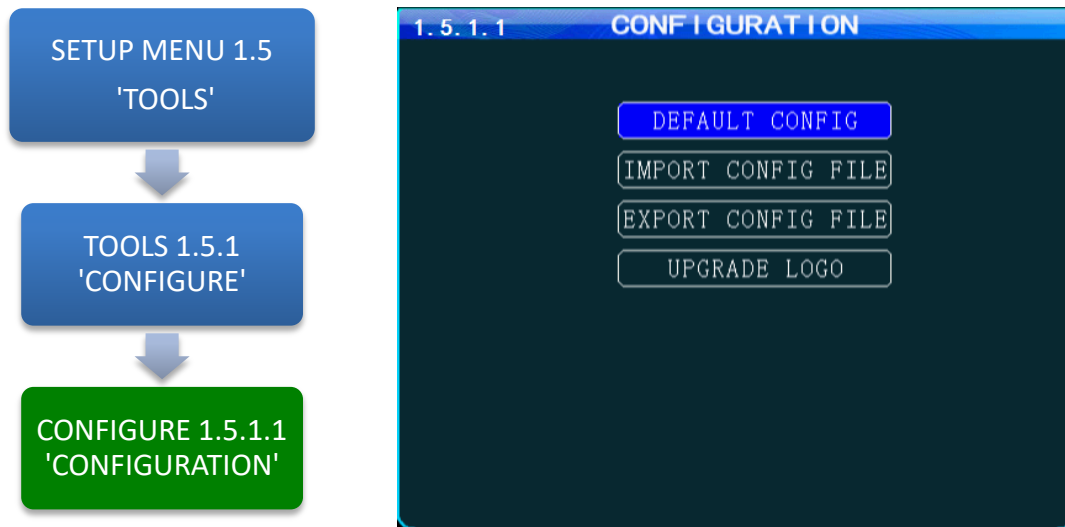 SETUP MENU 1.5
'TOOLS'
TOOLS 1.5.1
'CONFIGURE'
CONFIGURE 1.5.1.1
'CONFIGURATION'
1.5.1.1 CONFIGURATION
DEFAULT CONFIG
IMPORT CONFIG FILE
EXPORT CONFIG FILE
UPGRADE LOGO